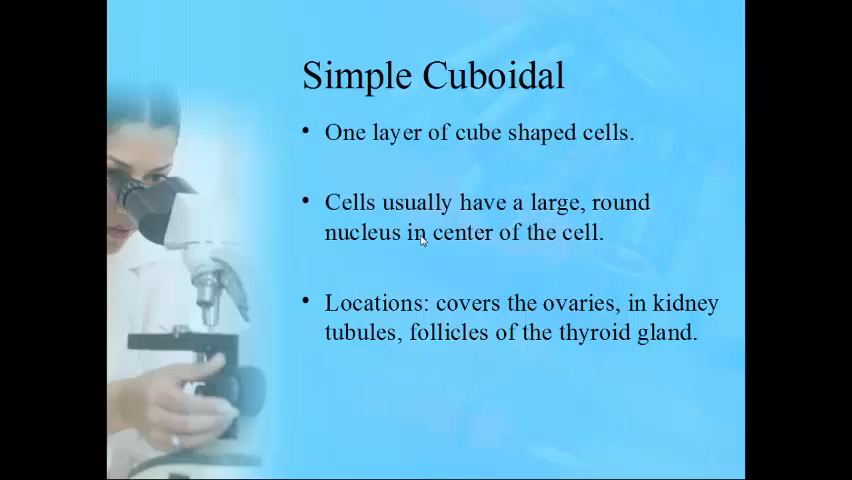 Simple Cuboidal
• One layer of cube shaped cells.
• Cells usually have a large, round
nucleus in center of the cell.
• Locations: covers the ovaries, in kidney
tubules, follicles of the thyroid gland.